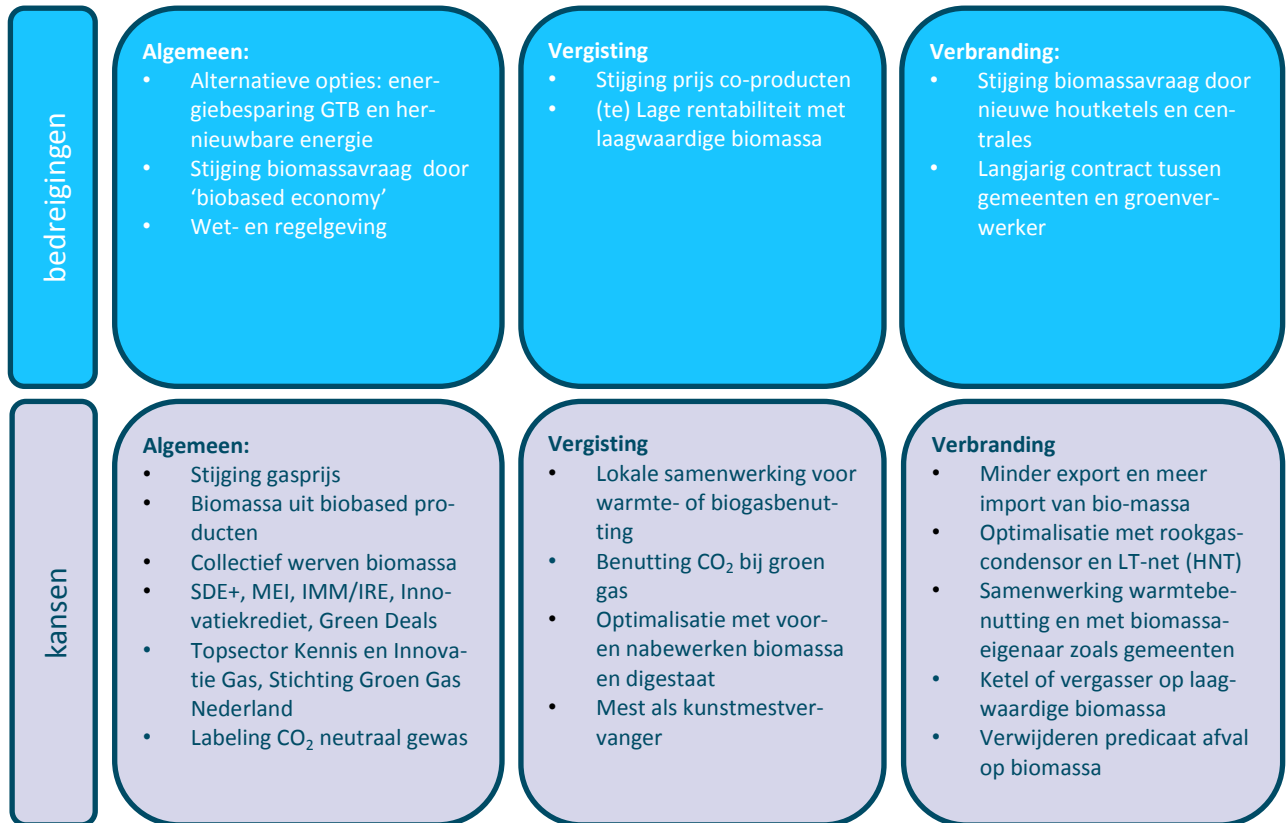 bedreigingen
Algemeen:
• Alternatieve opties: ener-
giebesparing GTB en her-
nieuwbare energie
• Stijging biomassavraag door
‘biobased economy’
• Wet- en regelgeving
Vergisting
• Stijging prijs co-producten
• (te) Lage rentabiliteit met
laagwaardige biomassa
Verbranding:
• Stijging biomassavraag door
nieuwe houtketels en cen-
trales
• Langjarig contract tussen
gemeenten en groenver-
werker
kansen
Algemeen:
• Stijging gasprijs
• Biomassa uit biobased pro-
ducten
• Collectief werven biomassa
• SDE+, MEI, IMM/IRE, Inno-
vatiekrediet, Green Deals
• Topsector Kennis en Innova-
tie Gas, Stichting Groen Gas
Nederland
• Labeling CO₂ neutraal gewas
Vergisting
• Lokale samenwerking voor
warmte- of biogasbenut-
ting
• Benutting CO₂ bij groen
gas
• Optimalisatie met voor-
en nabewerken biomassa
en digestaat
• Mest als kunstmestver-
vanger
Verbranding
• Minder export en meer
import van bio-massa
• Optimalisatie met rookgas-
condensor en LT-net (HNT)
• Samenwerking warmtebe-
nutting en met biomassa-
eigenaar zoals gemeenten
• Ketel of vergasser op laag-
waardige biomassa
• Verwijderen predicaat afval
op biomassa